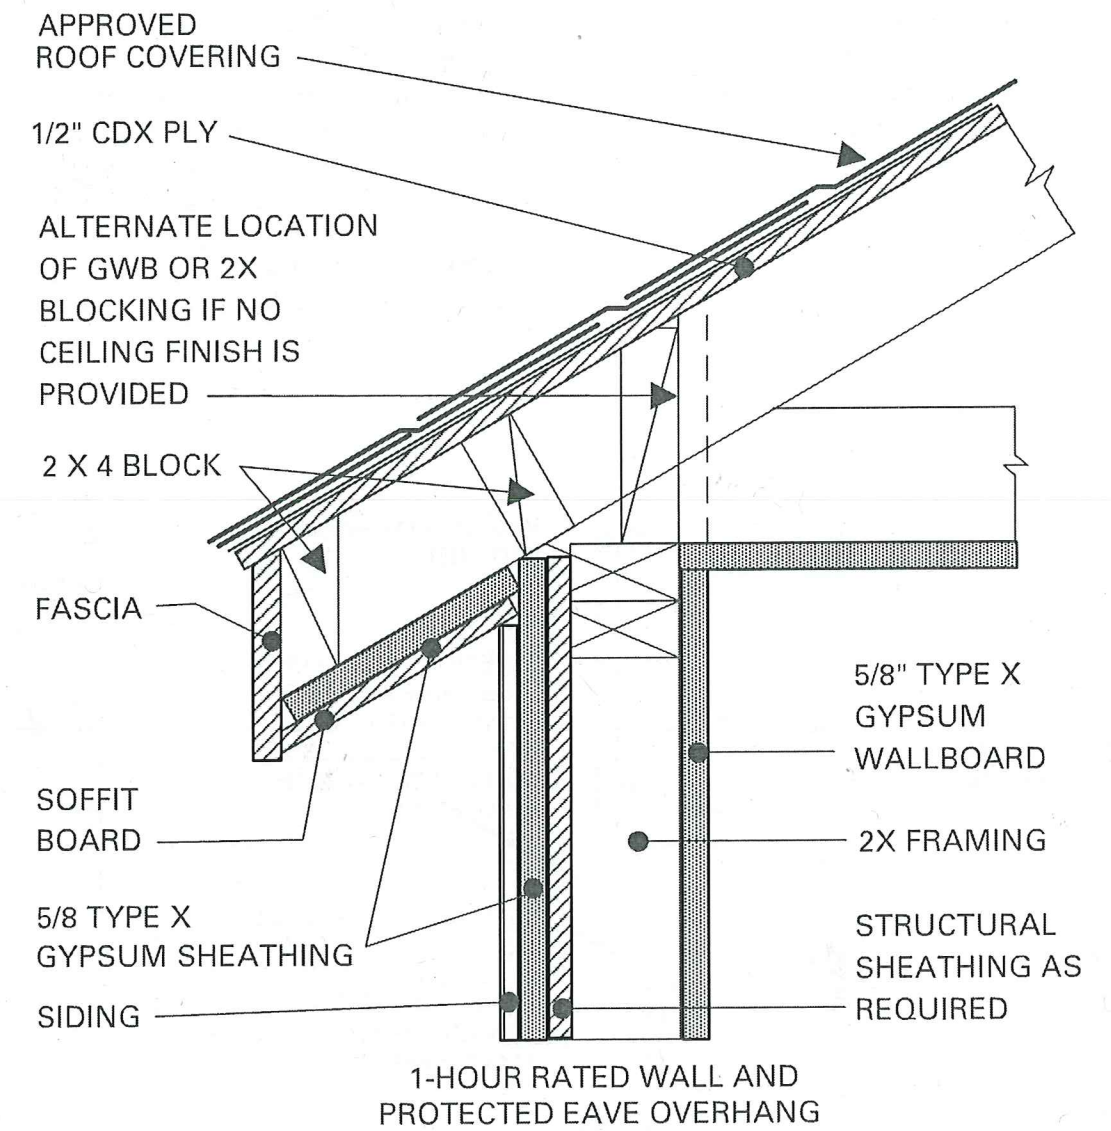 APPROVED
ROOF COVERING
1/2" CDX PLY
ALTERNATE LOCATION
OF GWB OR 2X
BLOCKING IF NO
CEILING FINISH IS
PROVIDED
2 X 4 BLOCK
FASCIA
SOFFIT
BOARD
5/8 TYPE X
GYPSUM SHEATHING
SIDING
5/8" TYPE X
GYPSUM
WALLBOARD
2X FRAMING
STRUCTURAL
SHEATHING AS
REQUIRED
1-HOUR RATED WALL AND
PROTECTED EAVE OVERHANG